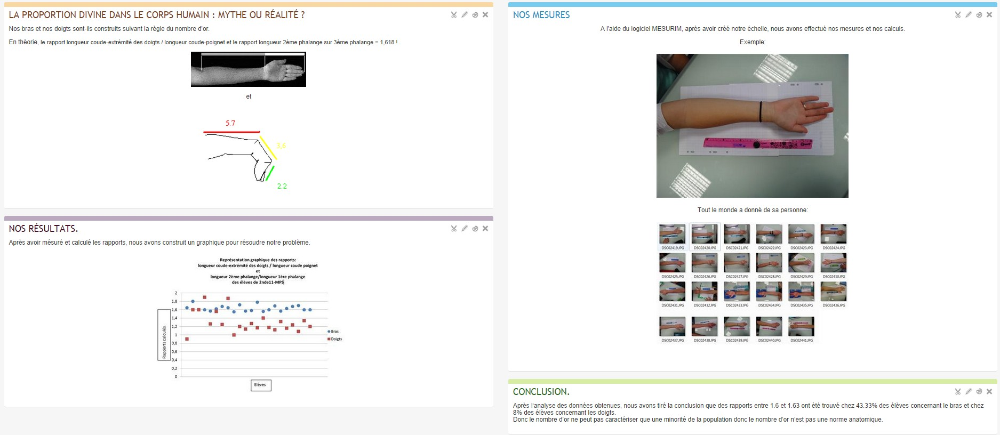 LA PROPORTION DIVINE DANS LE CORPS HUMAIN : MYTHE OU RÉALITÉ ?
Nos bras et nos doigts sont-ils construits suivant la règle du nombre d'or.
En théorie, le rapport longueur coude-extrémité des doigts / longueur coude-poignet et le rapport longueur 2ème phalange sur 3ème phalange = 1,618 !
et
5.7
3,6
2.2
NOS RÉSULTATS.
Après avoir mésuré et calculé les rapports, nous avons construit un graphique pour résoudre notre problème.
Représentation graphique des rapports:
longueur coude-extrémité des doigts / longueur coude poignet
et
longueur 2ème phalange/longueur 1ère phalange
des élèves de 2nde11-MPS
2
1,8
1,6
1,4
1,2
1
0,8
0,6
0,4
0,2
0
Rapports calculés
Bras
Doigts
Elèves
NOS MESURES
A l'aide du logiciel MESURIM, après avoir créé notre échelle, nous avons effectué nos mesures et nos calculs.
Exemple:
Tout le monde a donné de sa personne:
DSC02419.JPG DSC02420.JPG DSC02421.JPG DSC02422.JPG DSC02423.JPG DSC02424.JPG
DSC02425.JPG DSC02426.JPG DSC02427.JPG DSC02428.JPG DSC02429.JPG DSC02430.JPG
DSC02431.JPG DSC02432.JPG DSC02433.JPG DSC02434.JPG DSC02435.JPG DSC02436.JPG
DSC02437.JPG DSC02438.JPG DSC02439.JPG DSC02440.JPG DSC02441.JPG
CONCLUSION.
Après l'analyse des données obtenues, nous avons tiré la conclusion que des rapports entre 1.6 et 1.63 ont été trouvé chez 43.33% des élèves concernant le bras et chez
8% des élèves concernant les doigts.
Donc le nombre d'or ne peut pas caractériser que une minorité de la population donc le nombre d'or n'est pas une norme anatomique.